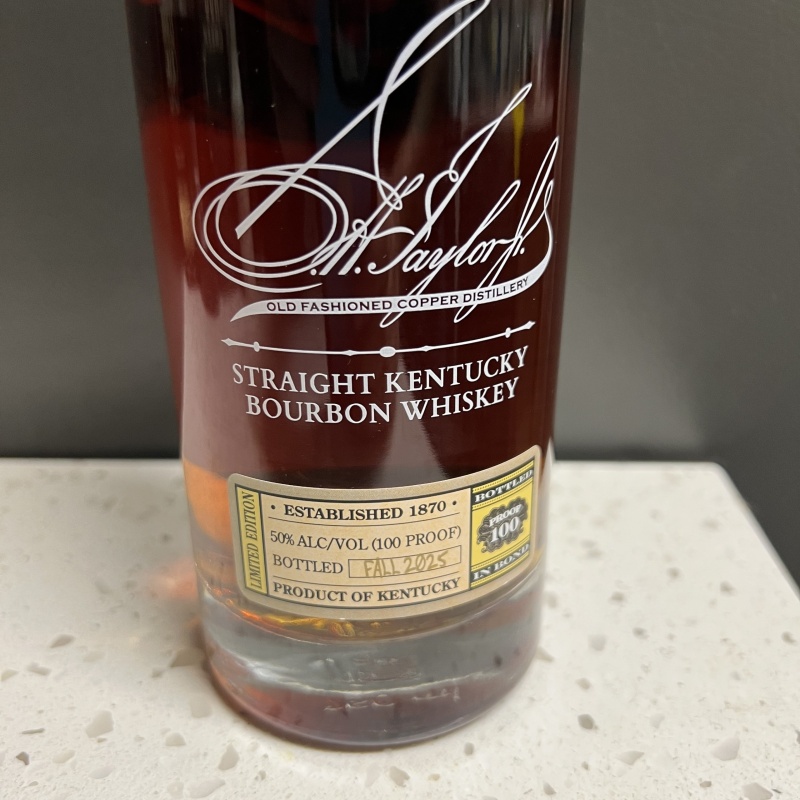 E.H. Taylor, Jr.
OLD FASHIONED COPPER DISTILLERY
STRAIGHT KENTUCKY
BOURBON WHISKEY
LIMITED EDITION
· ESTABLISHED 1870 ·
50% ALC/VOL (100 PROOF)
BOTTLED FALL 2025
PRODUCT OF KENTUCKY
BOTTLED
PROOF
100
IN BOND